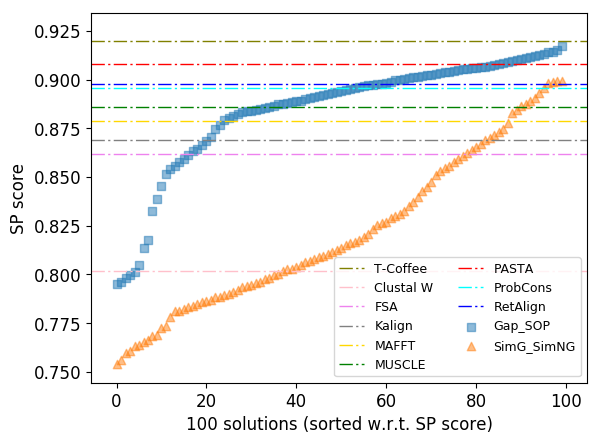 0.925
0.900
0.875
0.850
0.825
0.800
0.775
0.750
SP score
T-Coffee
Clustal W
FSA
Kalign
MAFFT
MUSCLE
PASTA
ProbCons
RetAlign
Gap_SOP
SimG_SimNG
0 20 40 60 80 100
100 solutions (sorted w.r.t. SP score)